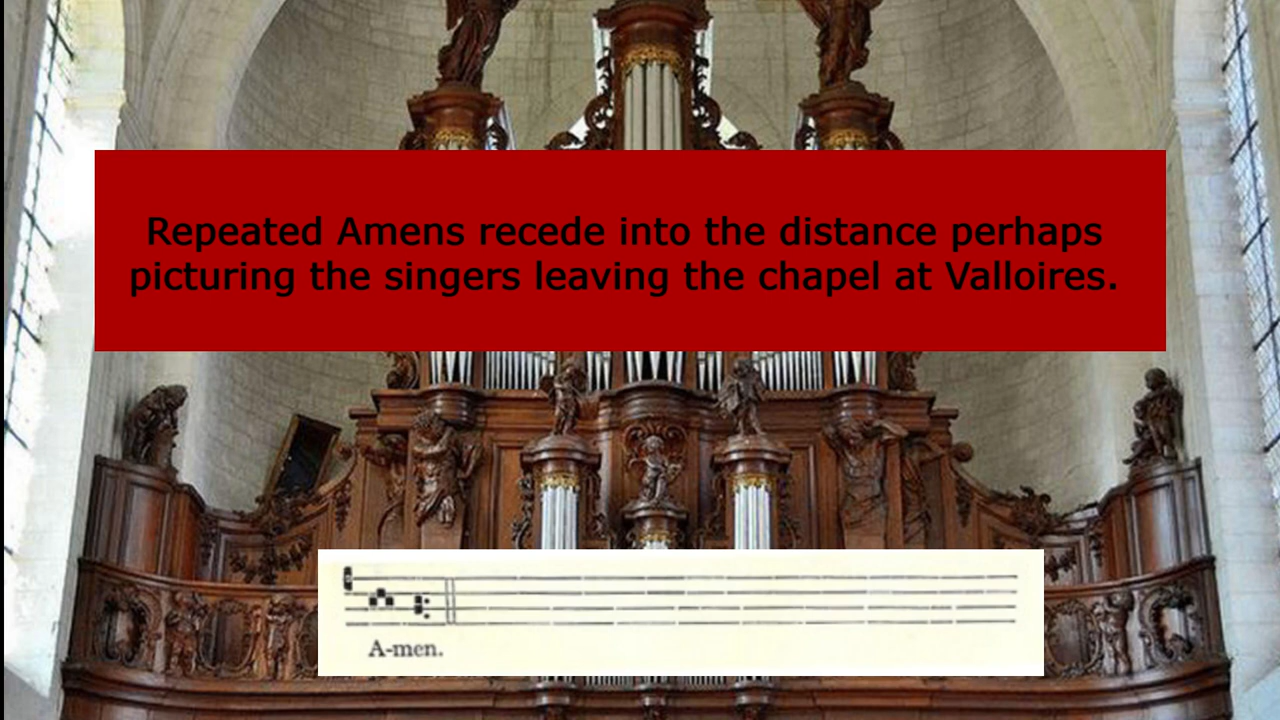 Repeated Amens recede into the distance perhaps
picturing the singers leaving the chapel at Valloires.
A-men.